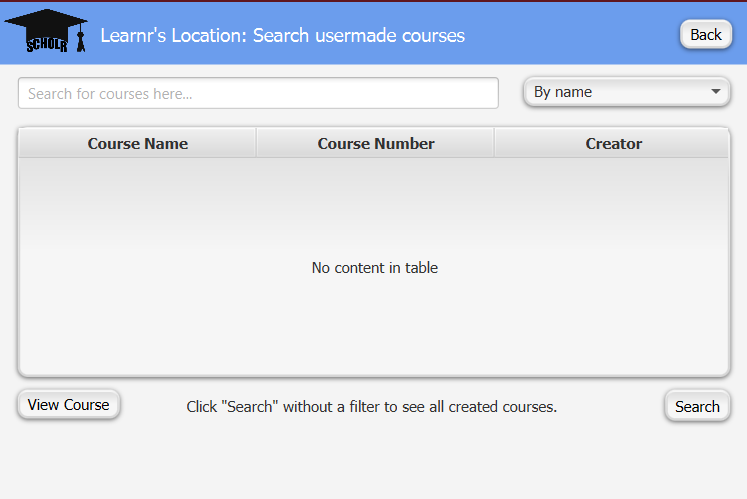 SCHOLR
Learnr's Location: Search usermade courses
Back
Search for courses here...
By name
Course Name
Course Number
Creator
No content in table
View Course
Click "Search" without a filter to see all created courses.
Search